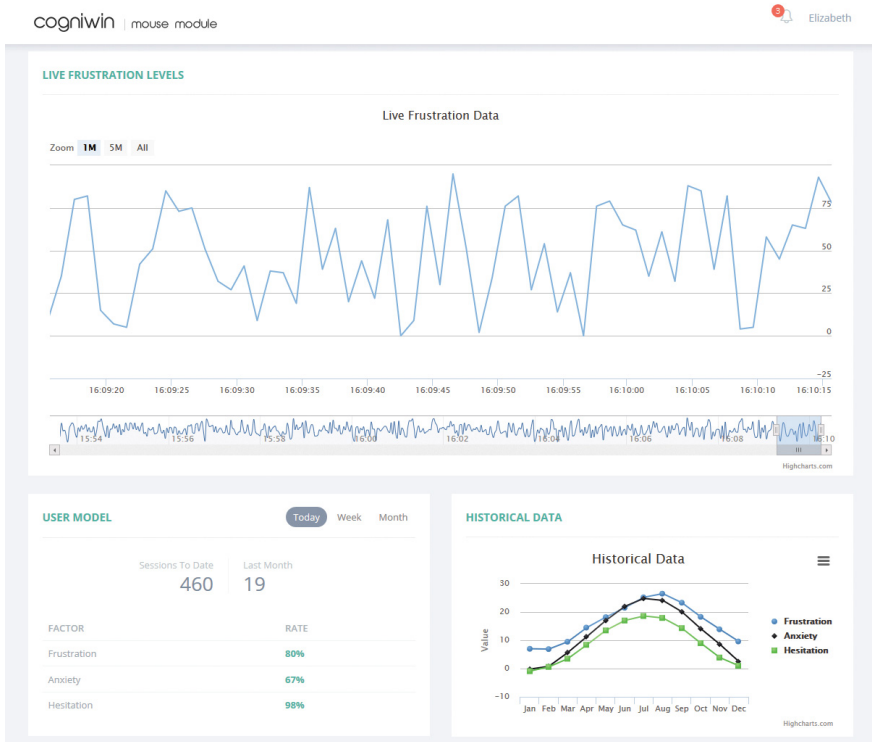 cogniwin | mouse module
3
Elizabeth
LIVE FRUSTRATION LEVELS
Live Frustration Data
Zoom 1M 5M All
75
50
25
0
−25
16:09:20 16:09:25 16:09:30 16:09:35 16:09:40 16:09:45 16:09:50 16:09:55 16:10:00 16:10:05 16:10:10 16:10:15
15:54 15:56 15:58 16:00 16:02 16:04 16:06 16:08 16:10
Highcharts.com
USER MODEL
Today Week Month
Sessions To Date Last Month
460 19
FACTOR RATE
Frustration 80%
Anxiety 67%
Hesitation 98%
HISTORICAL DATA
Historical Data
Value
30
20
10
0
−10
Jan Feb Mar Apr May Jun Jul Aug Sep Oct Nov Dec
Frustration
Anxiety
Hesitation
Highcharts.com